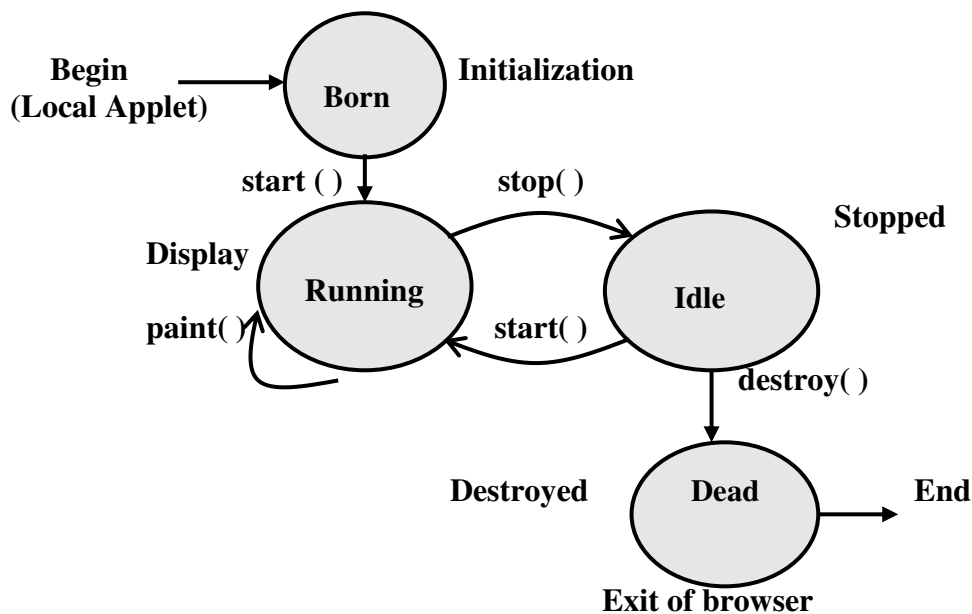 Begin
(Local Applet)
Born
Initialization
start ( )
stop( )
Stopped
Display
Running
Idle
paint( )
start( )
destroy( )
Destroyed
Dead
End
Exit of browser